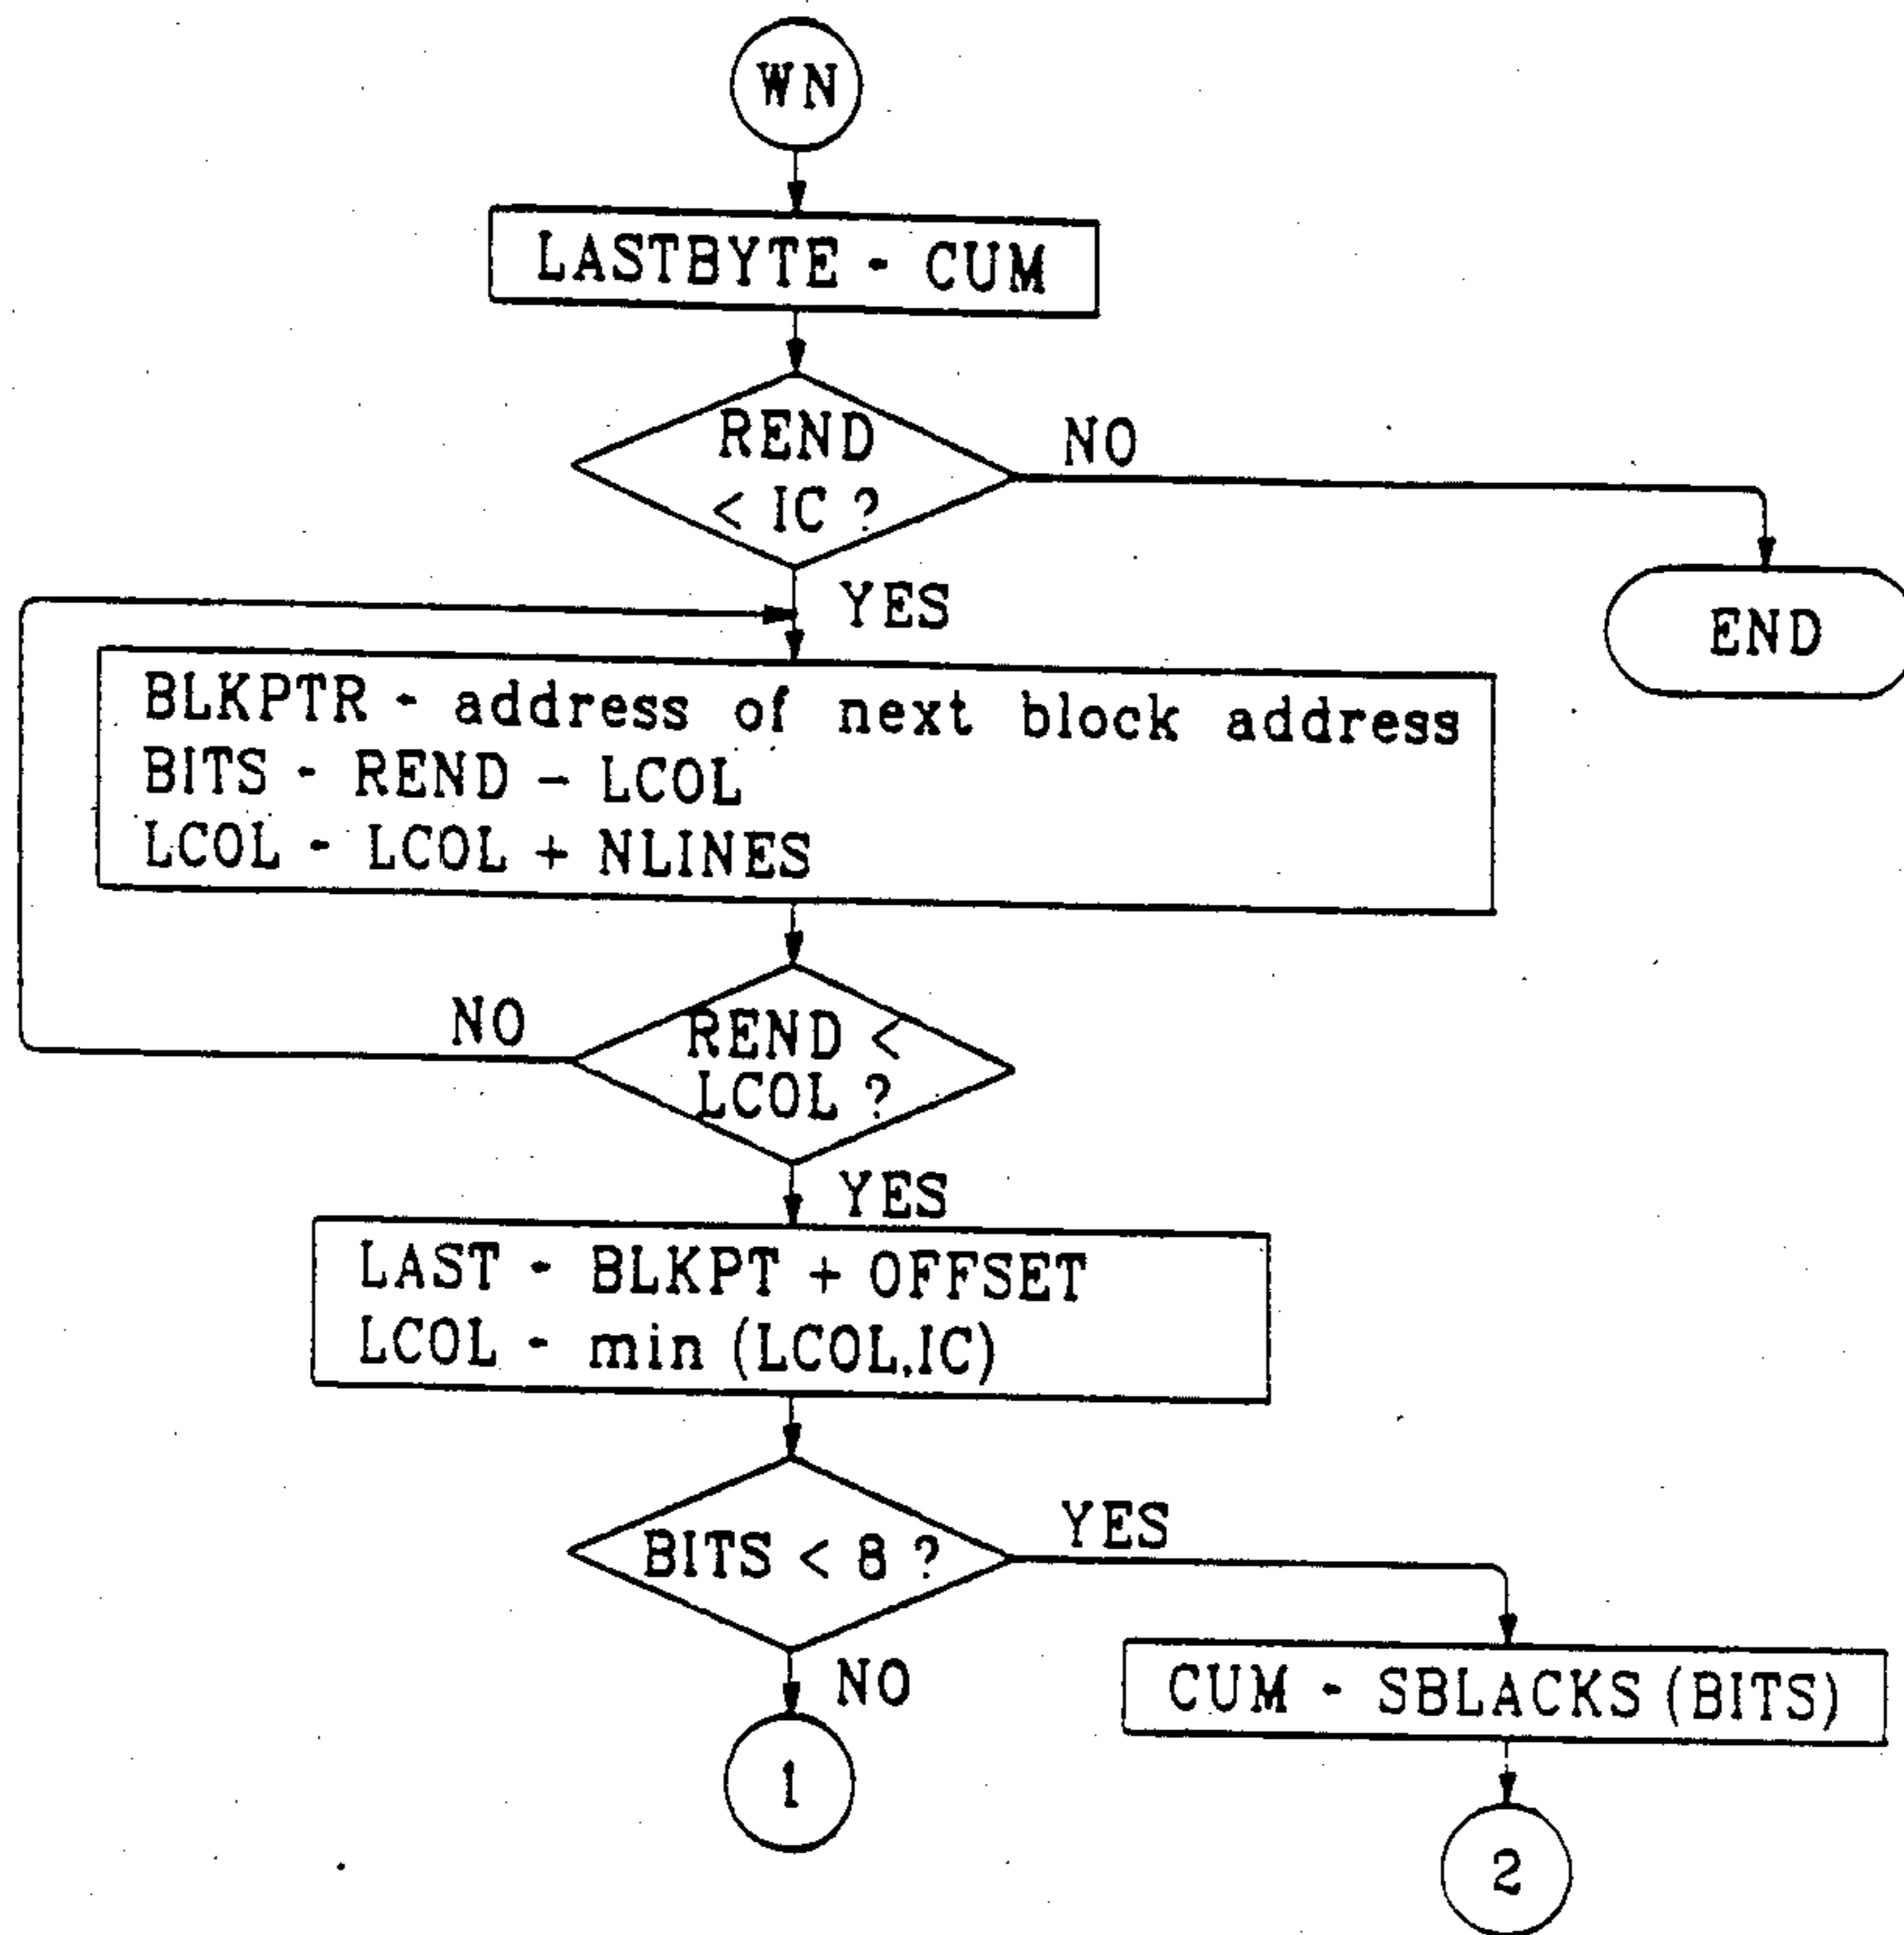 WN
LASTBYTE - CUM
REND
< IC ?
NO
YES
END
BLKPTR - address of next block address
BITS - REND - LCOL
LCOL - LCOL + NLINES
NO
REND <
LCOL ?
YES
LAST - BLKPT + OFFSET
LCOL - min (LCOL,IC)
BITS < 8 ?
YES
NO
CUM - SBLACKS (BITS)
1
2